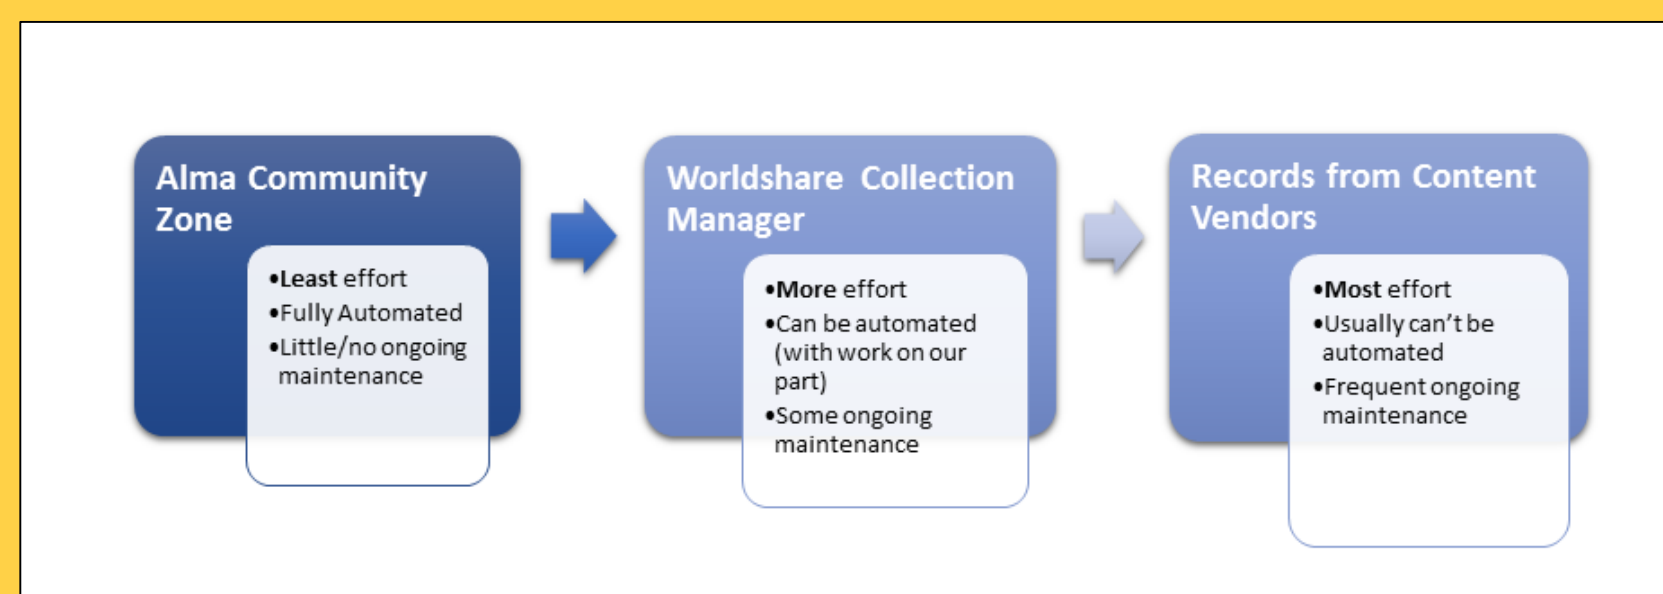 Alma Community
Zone
•Least effort
•Fully Automated
•Little/no ongoing
maintenance
Worldshare Collection
Manager
•More effort
•Can be automated
(with work on our
part)
•Some ongoing
maintenance
Records from Content
Vendors
•Most effort
•Usually can't be
automated
•Frequent ongoing
maintenance